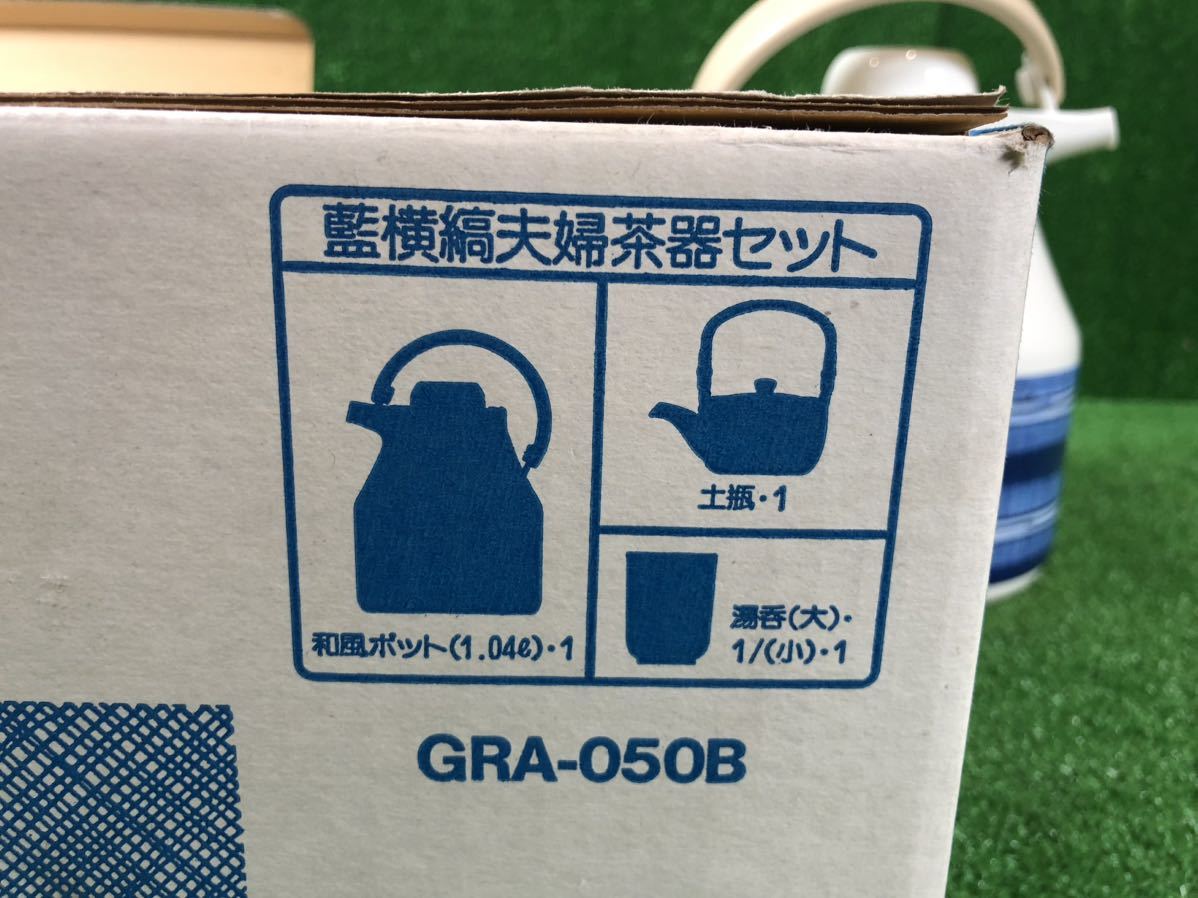 藍横縞夫婦茶器セット
和風ポット(1.04ℓ)・1
土瓶・1
湯呑(大)・
1/(小)・1
GRA-050B